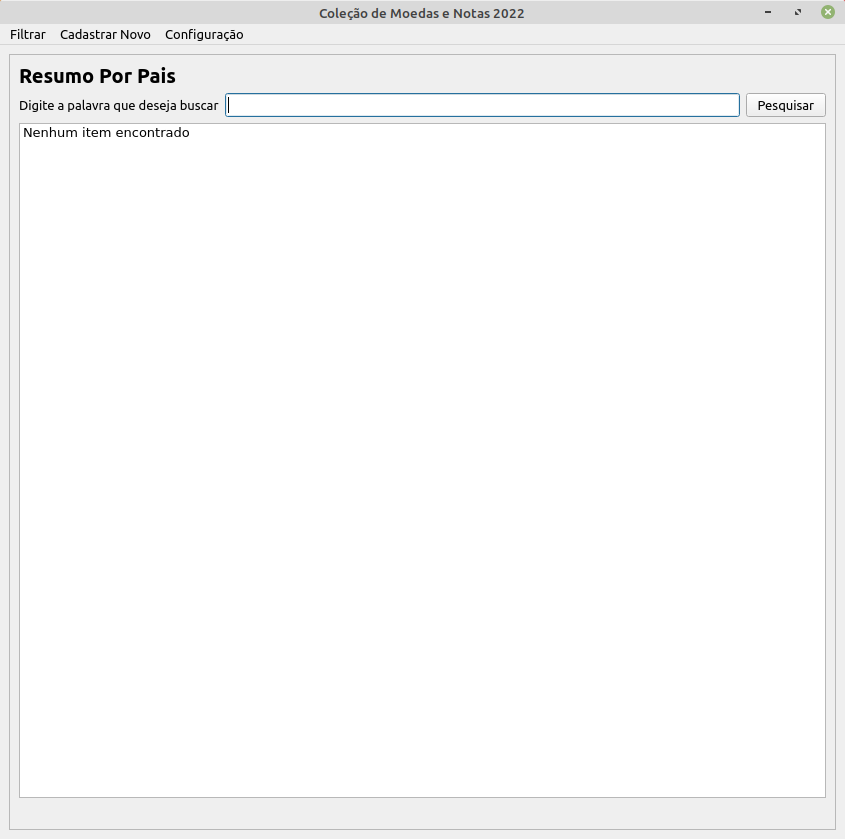 Coleção de Moedas e Notas 2022
Filtrar Cadastrar Novo Configuração
Resumo Por Pais
Digite a palavra que deseja buscar Pesquisar
Nenhum item encontrado